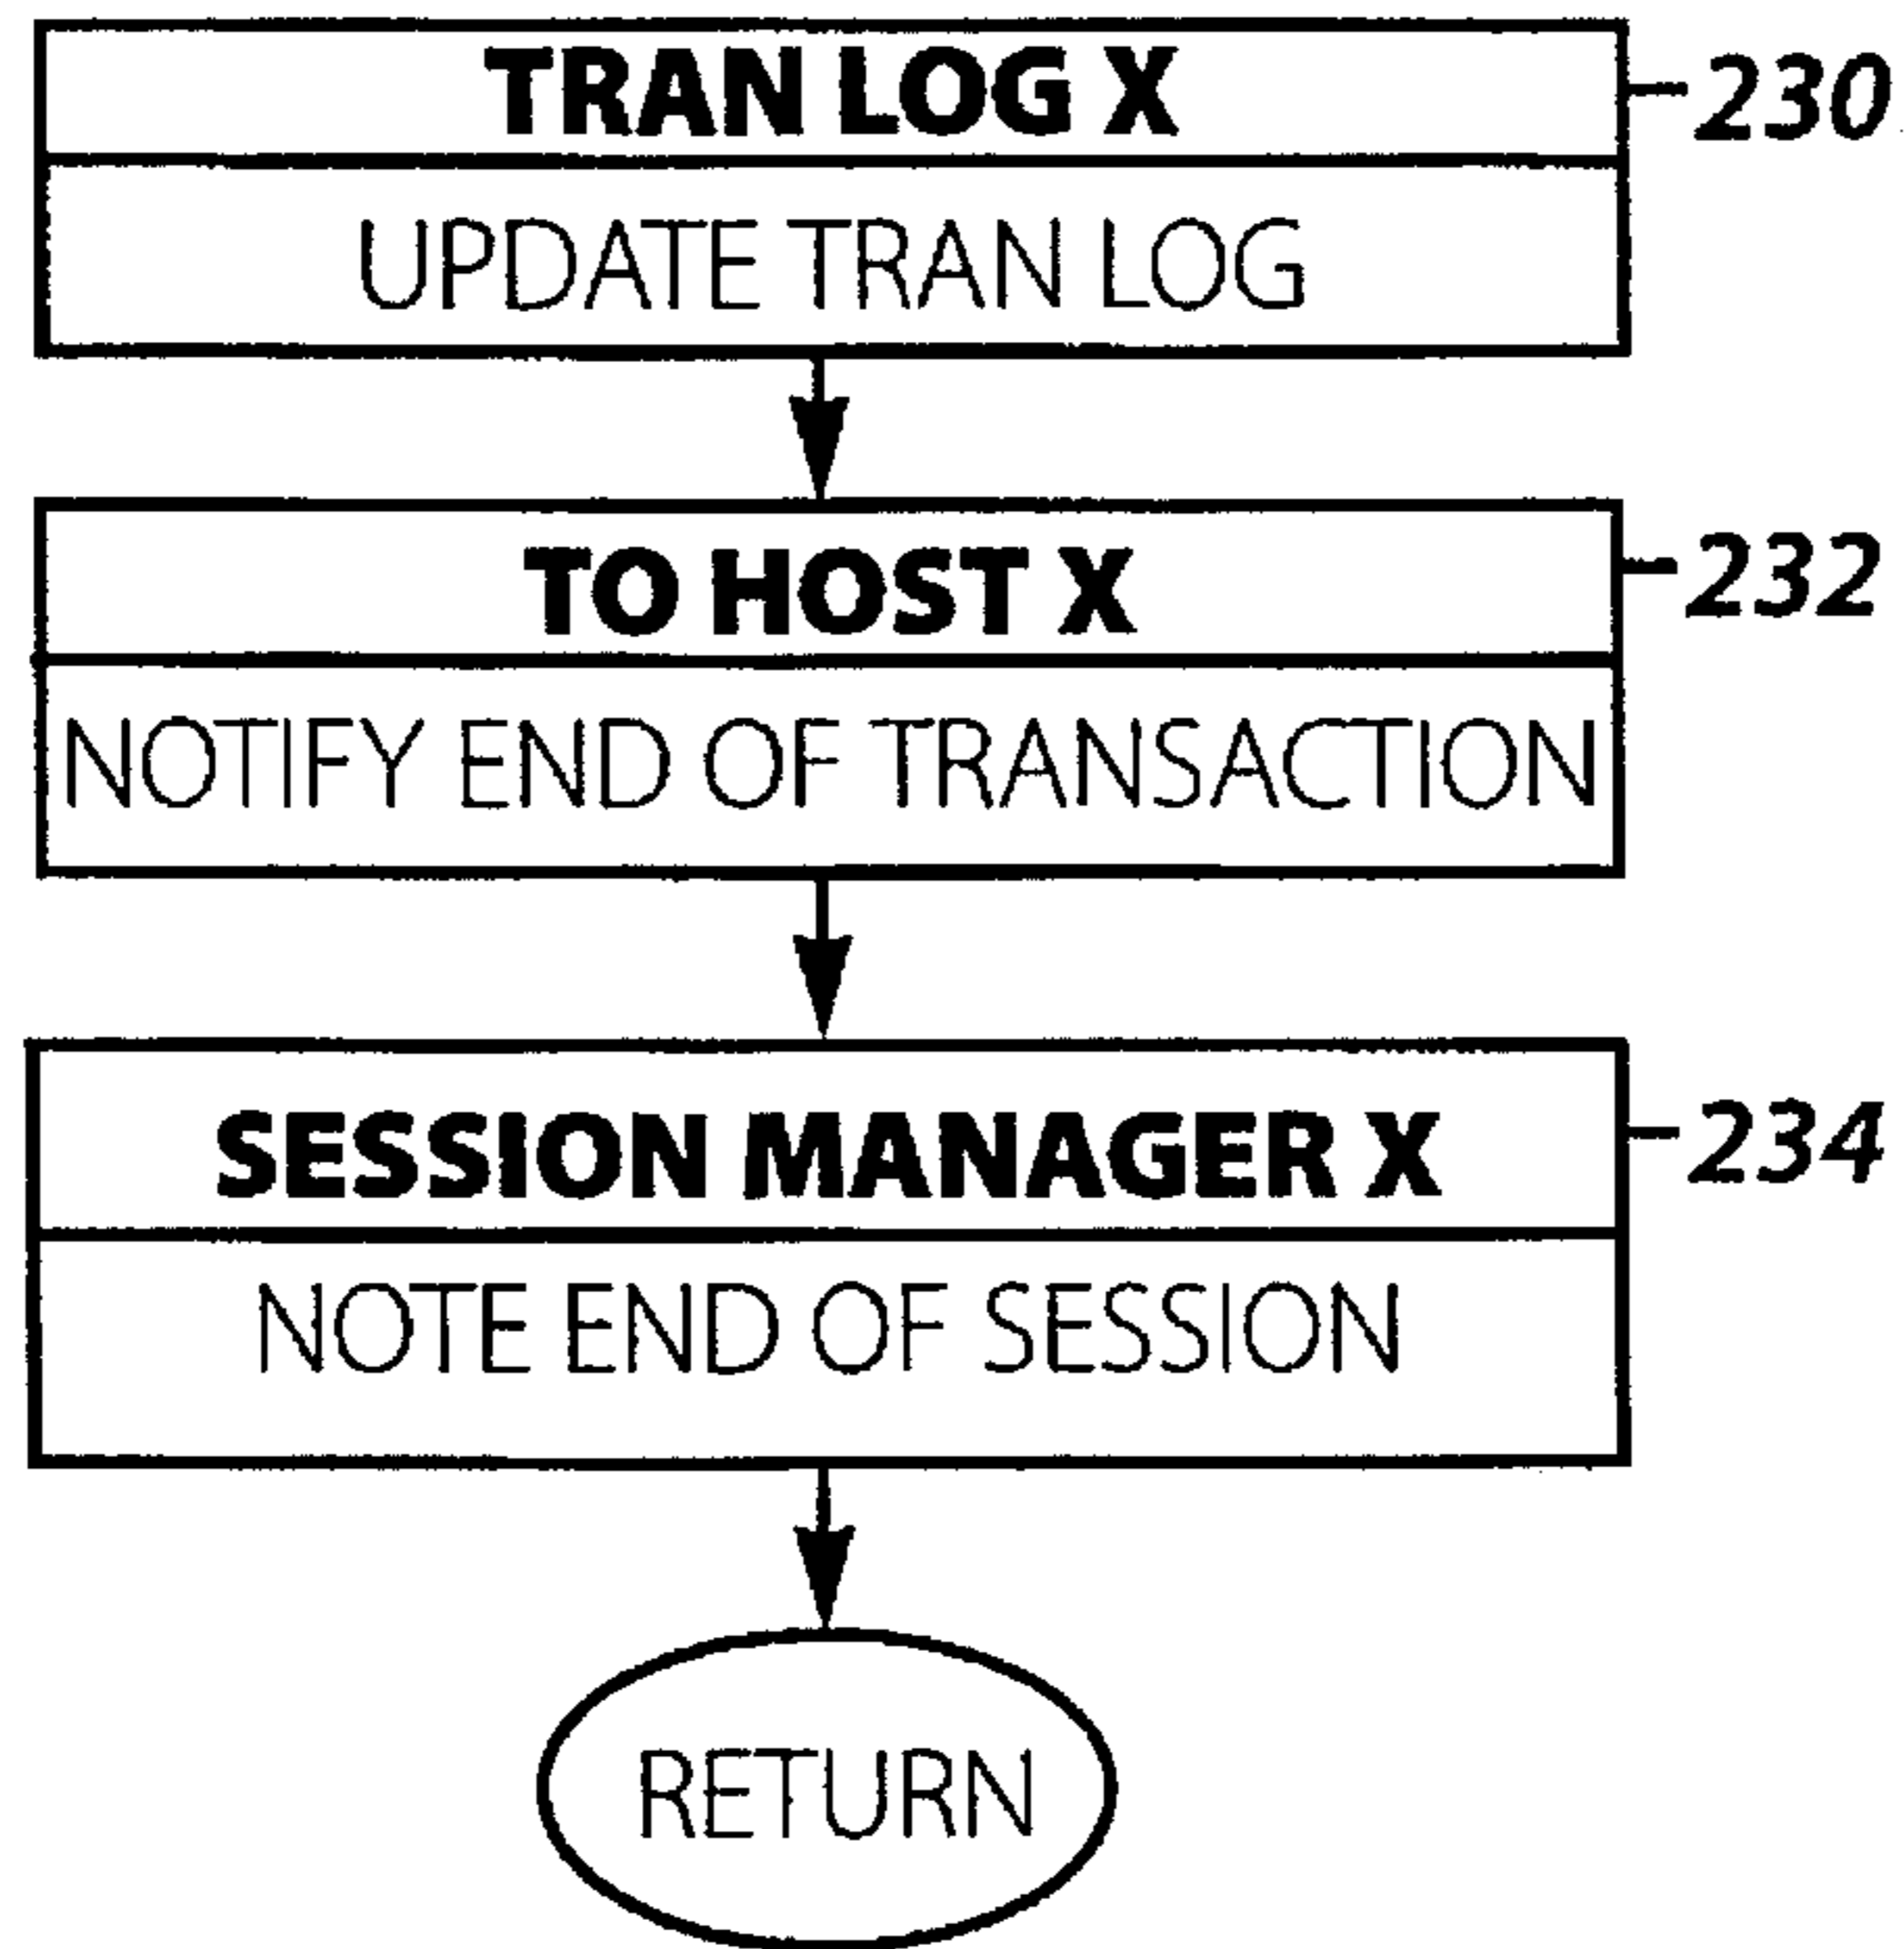 TRAN LOG X
230
UPDATE TRAN LOG
TO HOST X
232
NOTIFY END OF TRANSACTION
SESSION MANAGER X
234
NOTE END OF SESSION
RETURN